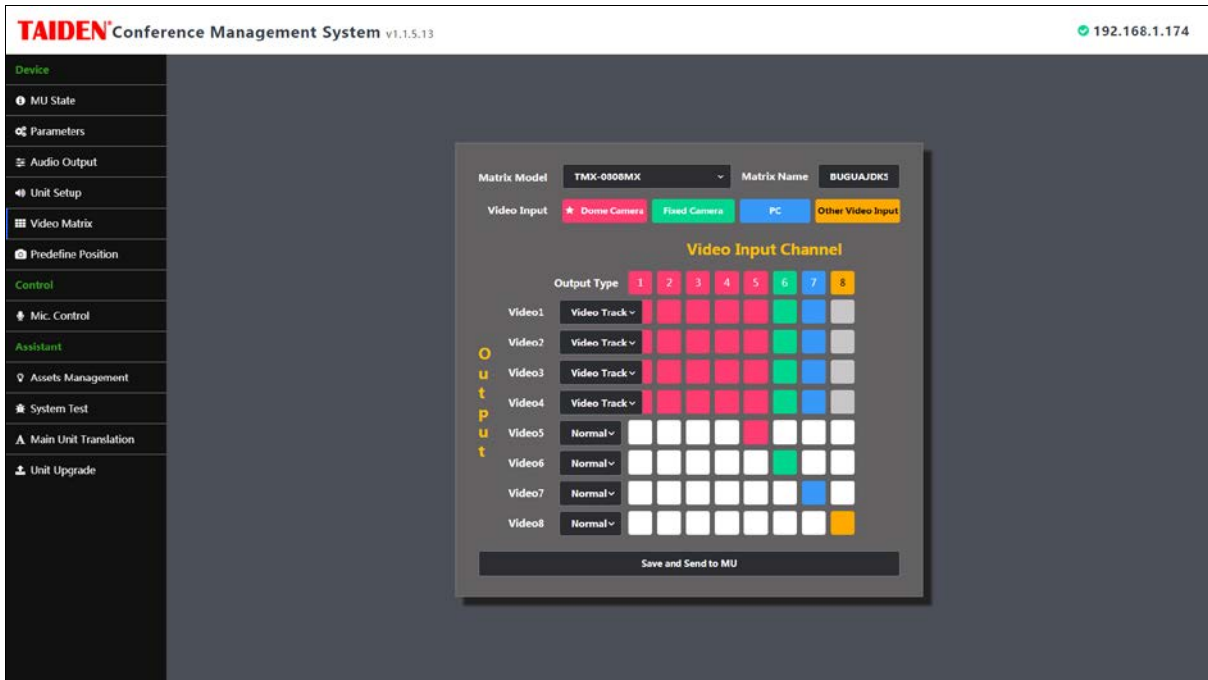 TAIDEN® Conference Management System v1.1.5.13
192.168.1.174
Device
MU State
Parameters
Audio Output
Unit Setup
Video Matrix
Predefine Position
Control
Mic. Control
Assistant
Assets Management
System Test
Main Unit Translation
Unit Upgrade
Matrix Model TMX-0808MX Matrix Name
Video Input Dome Camera Fixed Camera PC Other Video Input
Video Input Channel
Output Type 1 2 3 4 5 6 7 8
Output
Video1 Video Track
Video2 Video Track
Video3 Video Track
Video4 Video Track
Video5 Normal
Video6 Normal
Video7 Normal
Video8 Normal
Save and Send to MU